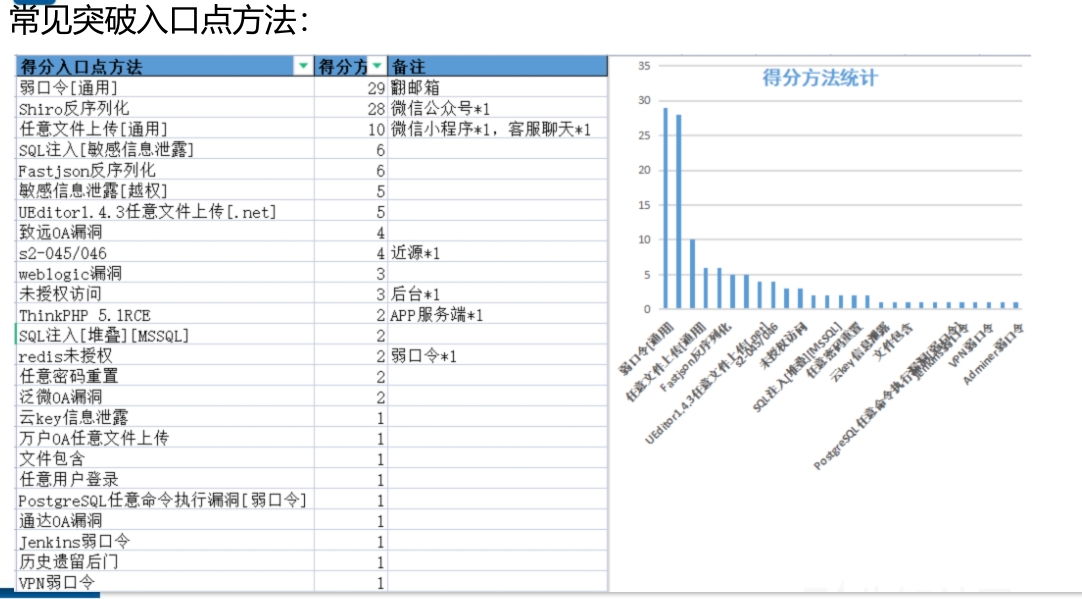 常见突破入口点方法：
得分入口点方法 得分方 备注
弱口令[通用] 29 翻邮箱
Shiro反序列化 28 微信公众号*1
任意文件上传[通用] 10 微信小程序*1，客服聊天*1
SQL注入[敏感信息泄露] 6
Fastjson反序列化 6
敏感信息泄露[越权] 5
UEditor1.4.3任意文件上传[.net] 5
致远OA漏洞 4
s2-045/046 4 近源*1
weblogic漏洞 3
未授权访问 3 后台*1
ThinkPHP 5.1RCE 2 APP服务端*1
SQL注入[堆叠][MSSQL] 2
redis未授权 2 弱口令*1
任意密码重置 2
泛微OA漏洞 2
云key信息泄露 1
万户OA任意文件上传 1
文件包含 1
任意用户登录 1
PostgreSQL任意命令执行漏洞[弱口令] 1
通达OA漏洞 1
Jenkins弱口令 1
历史遗留后门 1
VPN弱口令 1
得分方法统计
35
30
25
20
15
10
5
0
弱口令[通用]
任意文件上传[通用]
Fastjson反序列化
UEditor1.4.3任意文件上传[.net]
s2-045/046
未授权访问
SQL注入[堆叠][MSSQL]
任意密码重置
云key信息泄露
文件包含
PostgreSQL任意命令执行漏洞[弱口令]
Jenkins弱口令
VPN弱口令
Adminer弱口令